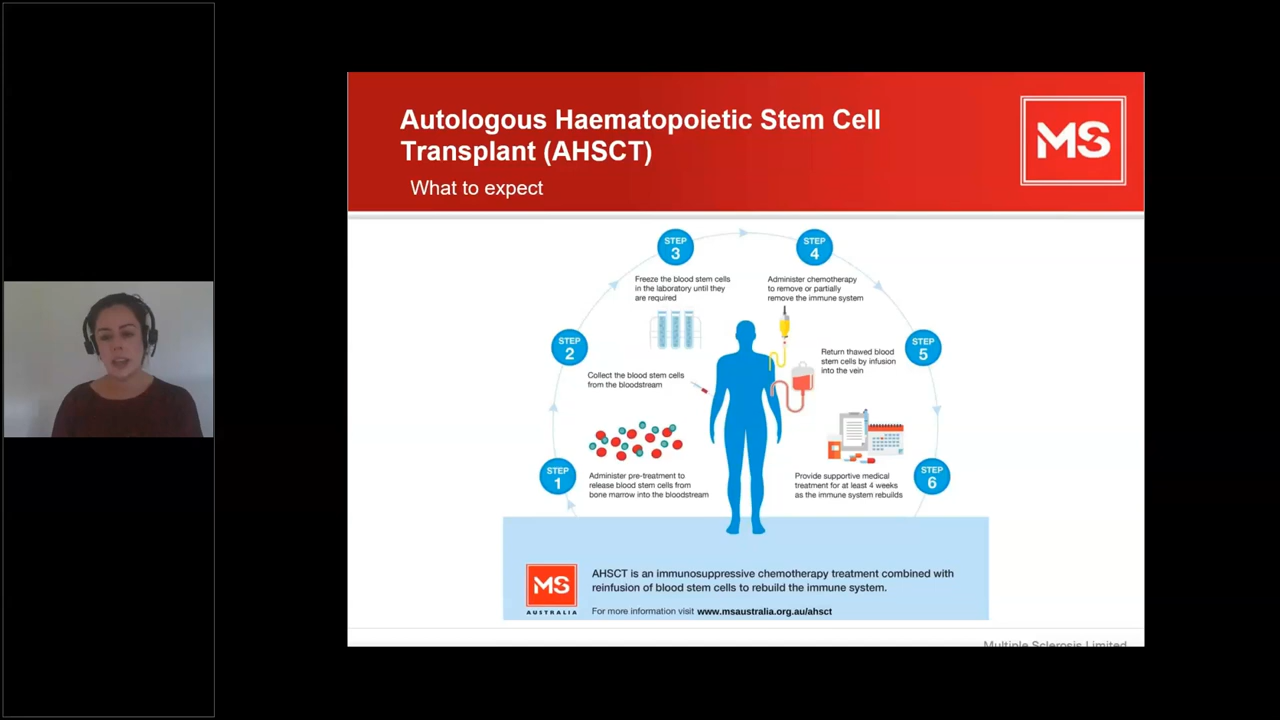 Autologous Haematopoietic Stem Cell
Transplant (AHSCT)
What to expect
MS
STEP
1
Administer pre-treatment to
release blood stem cells from
bone marrow into the bloodstream
STEP
2
Collect the blood stem cells
from the bloodstream
STEP
3
Freeze the blood stem cells
in the laboratory until they
are required
STEP
4
Administer chemotherapy
to remove or partially
remove the immune system
STEP
5
Return thawed blood
stem cells by infusion
into the vein
STEP
6
Provide supportive medical
treatment for at least 4 weeks
as the immune system rebuilds
MS
AUSTRALIA
AHSCT is an immunosuppressive chemotherapy treatment combined with
reinfusion of blood stem cells to rebuild the immune system.
For more information visit www.msaustralia.org.au/ahsct
Multiple Sclerosis Limited